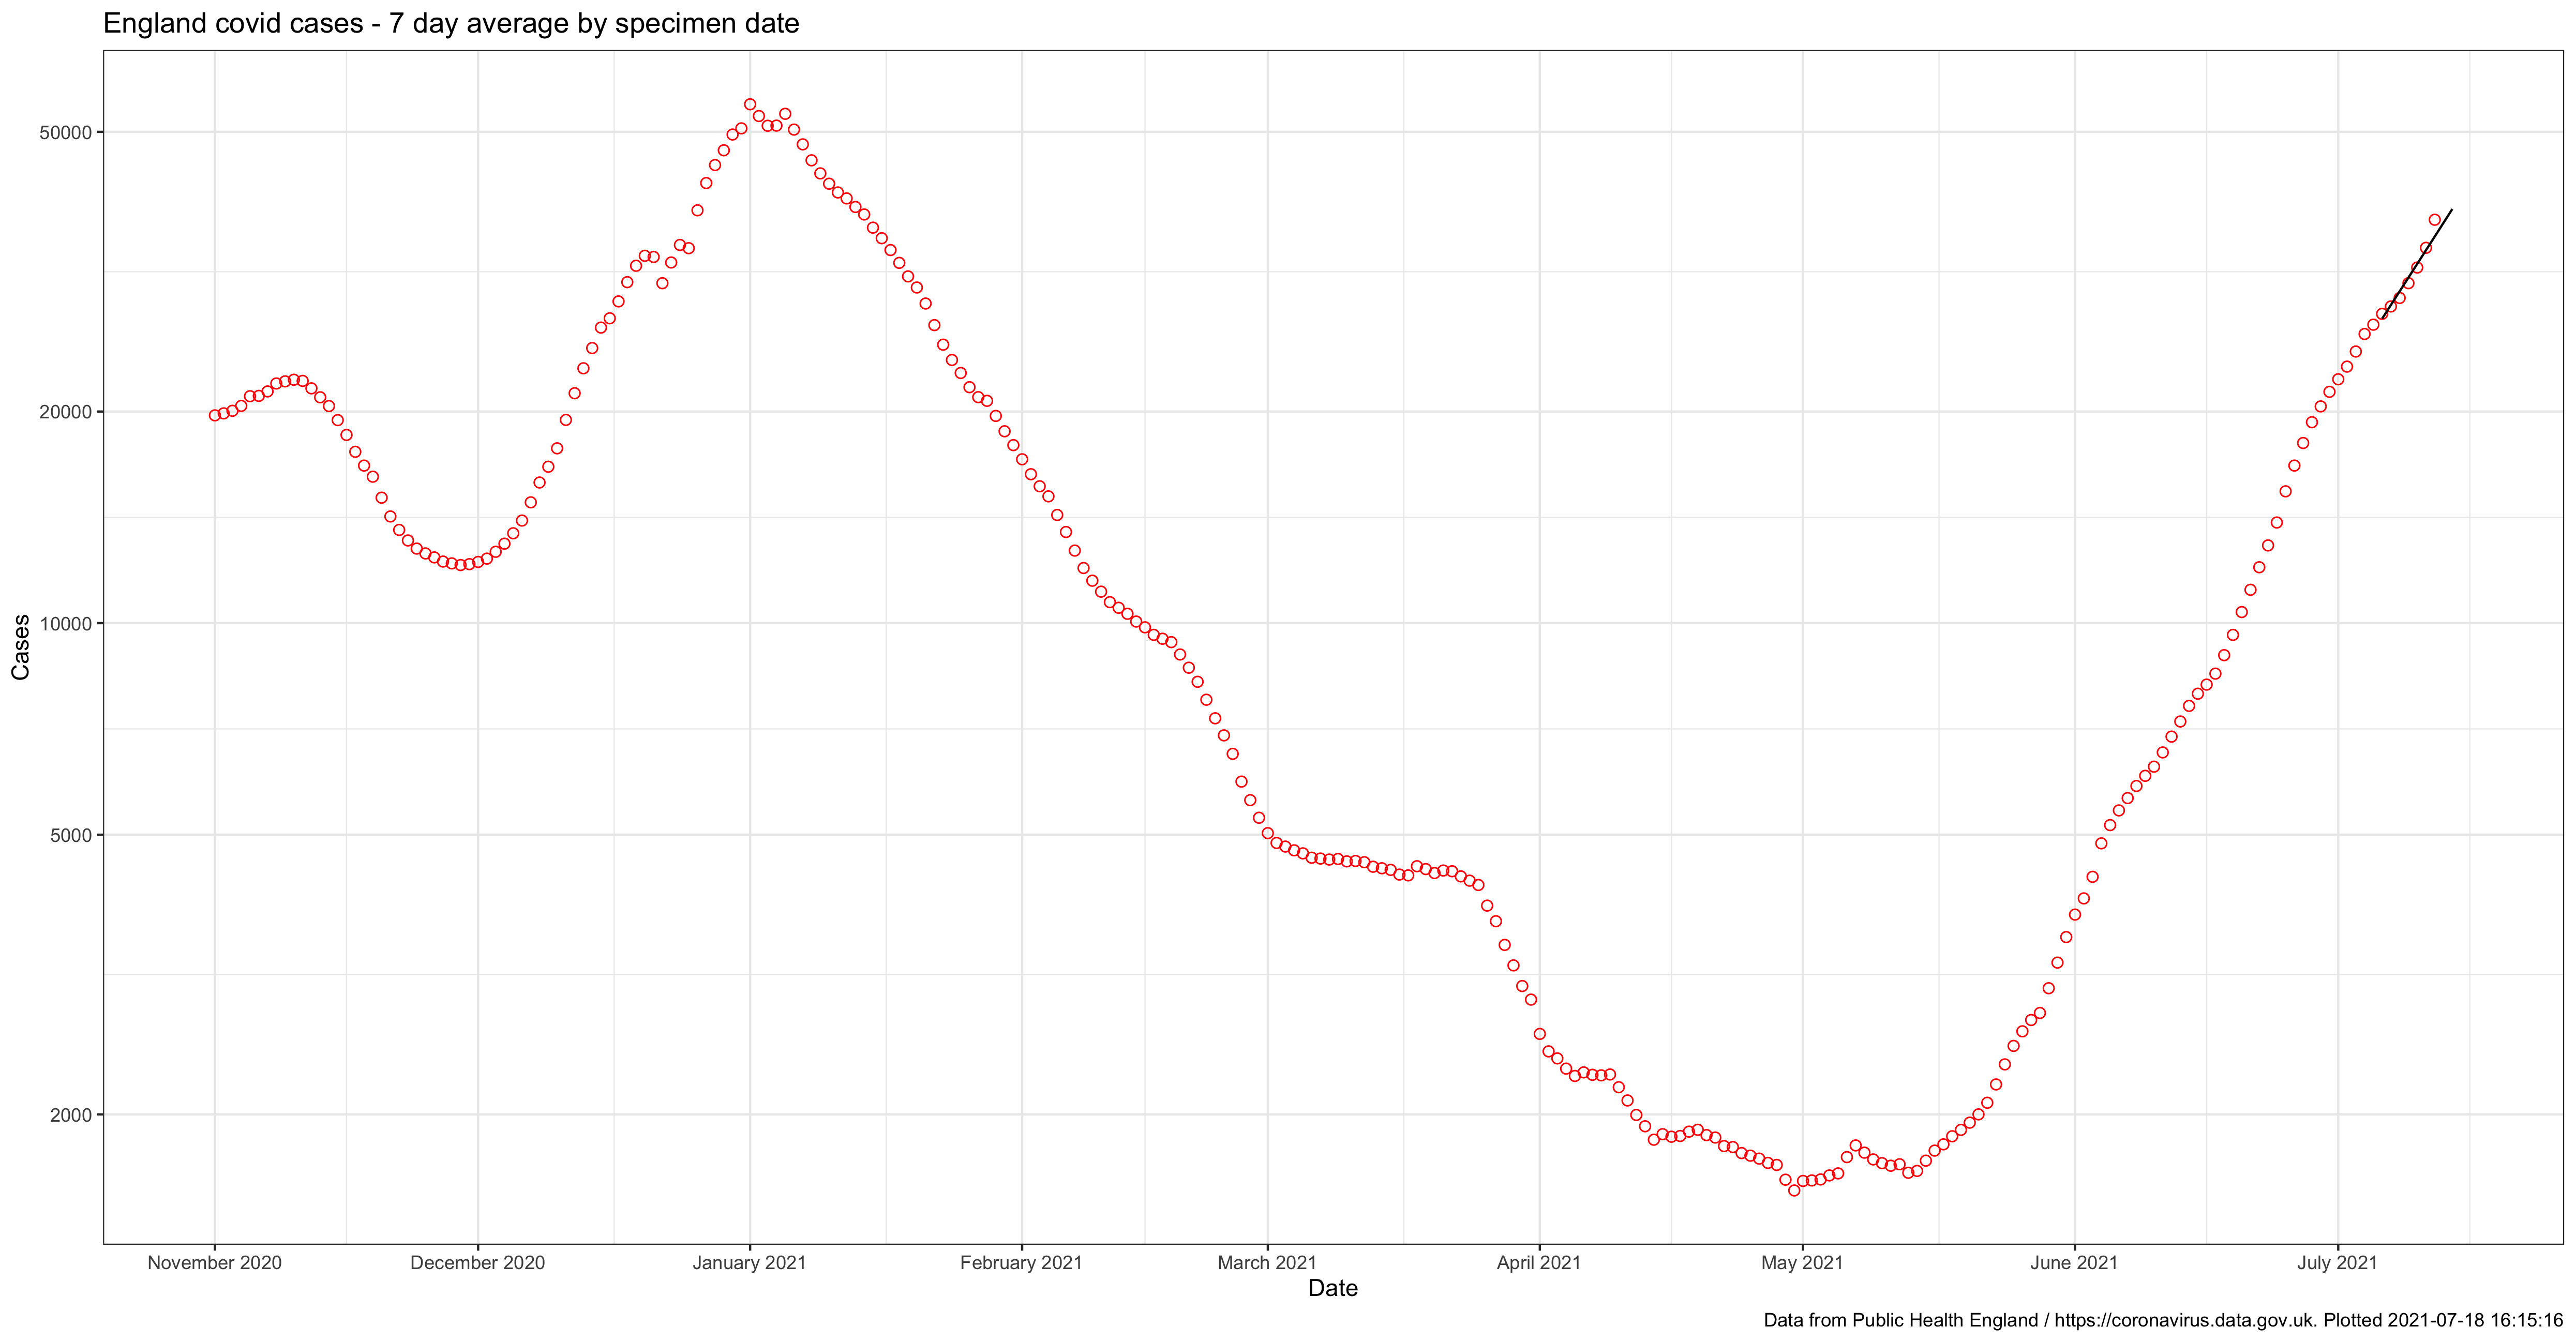 England covid cases - 7 day average by specimen date
50000
20000
10000
5000
2000
Cases
November 2020
December 2020
January 2021
February 2021
March 2021
April 2021
May 2021
June 2021
July 2021
Date
Data from Public Health England / https://coronavirus.data.gov.uk. Plotted 2021-07-18 16:15:16